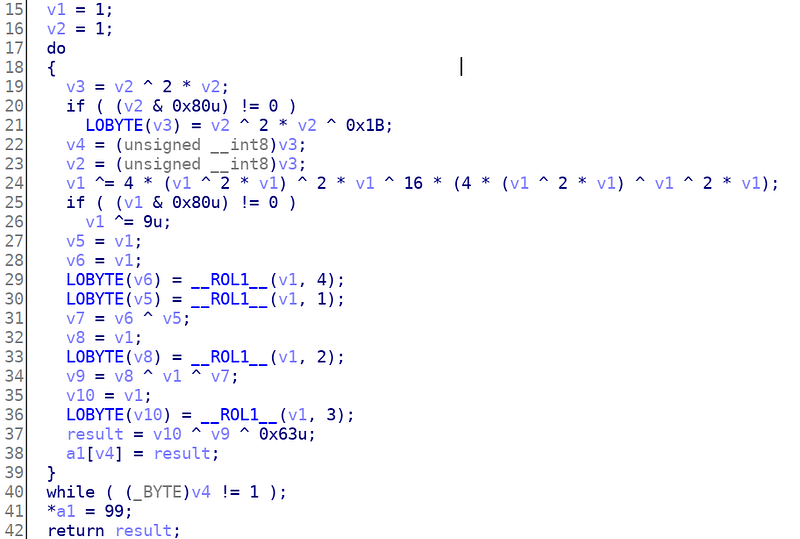 15 v1 = 1;
16 v2 = 1;
17 do
18 {
19 v3 = v2 ^ 2 * v2;
20 if ( (v2 & 0x80u) != 0 )
21 LOBYTE(v3) = v2 ^ 2 * v2 ^ 0x1B;
22 v4 = (unsigned __int8)v3;
23 v2 = (unsigned __int8)v3;
24 v1 ^= 4 * (v1 ^ 2 * v1) ^ 2 * v1 ^ 16 * (4 * (v1 ^ 2 * v1) ^ v1 ^ 2 * v1);
25 if ( (v1 & 0x80u) != 0 )
26 v1 ^= 9u;
27 v5 = v1;
28 v6 = v1;
29 LOBYTE(v6) = __ROL1__(v1, 4);
30 LOBYTE(v5) = __ROL1__(v1, 1);
31 v7 = v6 ^ v5;
32 v8 = v1;
33 LOBYTE(v8) = __ROL1__(v1, 2);
34 v9 = v8 ^ v1 ^ v7;
35 v10 = v1;
36 LOBYTE(v10) = __ROL1__(v1, 3);
37 result = v10 ^ v9 ^ 0x63u;
38 a1[v4] = result;
39 }
40 while ( (_BYTE)v4 != 1 );
41 *a1 = 99;
42 return result;